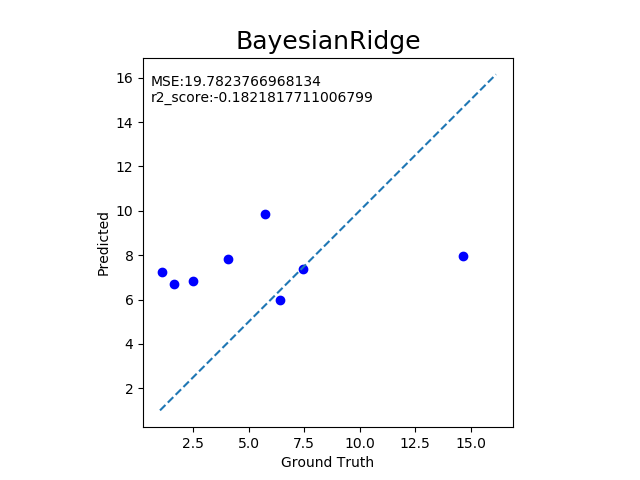 BayesianRidge
MSE:19.7823766968134
r2_score:-0.1821817711006799
16
14
12
10
8
6
4
2
Predicted
2.5 5.0 7.5 10.0 12.5 15.0
Ground Truth